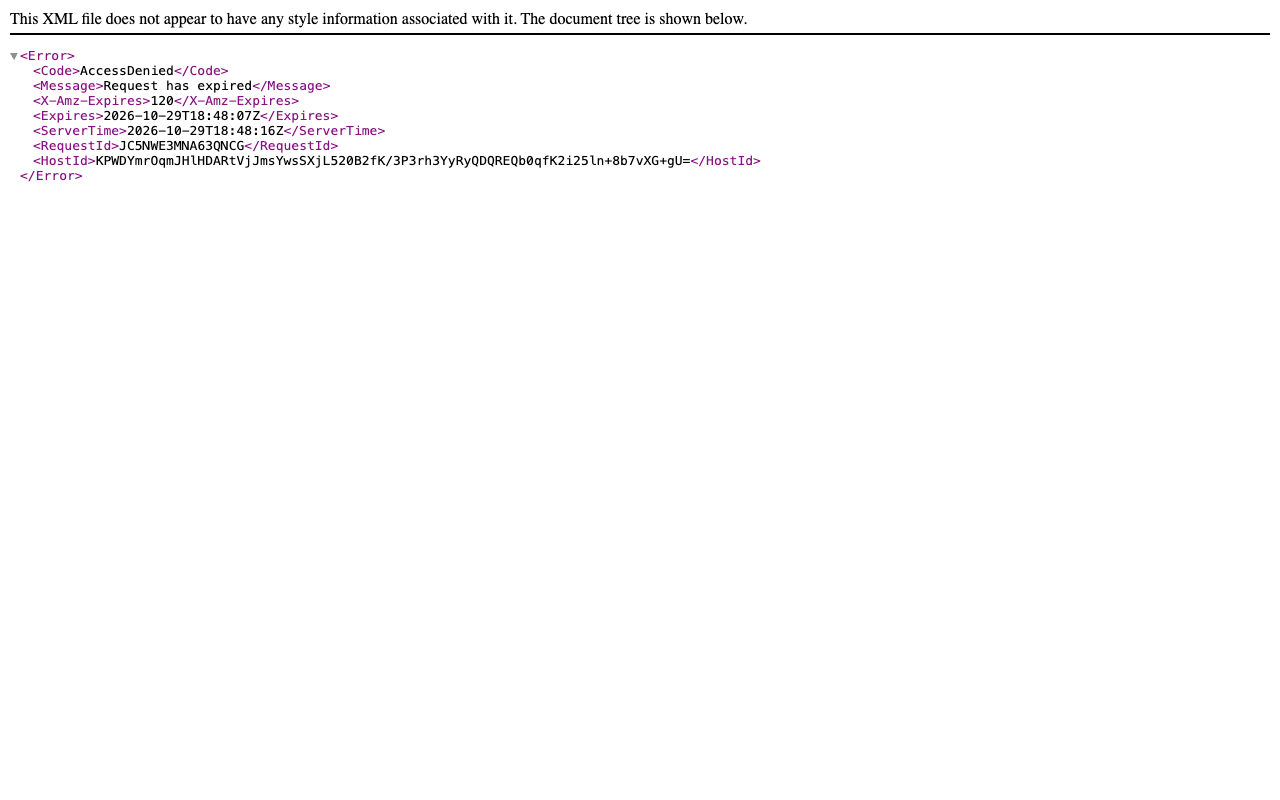 This XML file does not appear to have any style information associated with it. The document tree is shown below.
<Error>
<Code>AccessDenied</Code>
<Message>Request has expired</Message>
<X-Amz-Expires>120</X-Amz-Expires>
<Expires>2026-10-29T18:48:07Z</Expires>
<ServerTime>2026-10-29T18:48:16Z</ServerTime>
<RequestId>JC5NWE3MNA63QNCG</RequestId>
<HostId>KPWDYmrOqmJHlHDARtVjJmsYwsSXjL520B2fK/3P3rh3YyRyQDQREQb0qfK2i25ln+8b7vXG+gU=</HostId>
</Error>